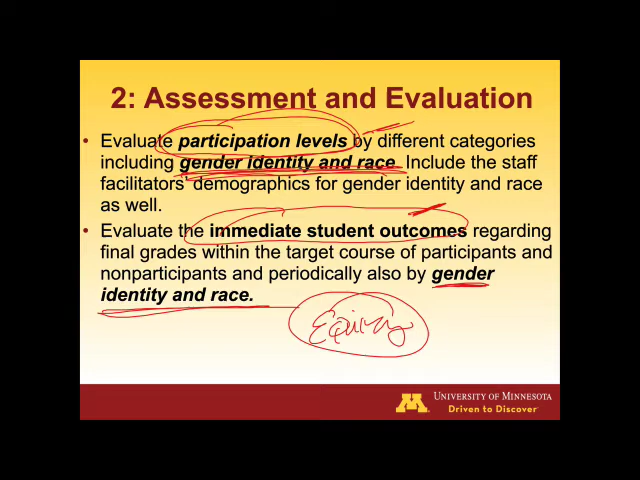 2: Assessment and Evaluation
• Evaluate participation levels by different categories
including gender identity and race. Include the staff
facilitators' demographics for gender identity and race
as well.
• Evaluate the immediate student outcomes regarding
final grades within the target course of participants and
nonparticipants and periodically also by gender
identity and race.
Equity
M UNIVERSITY OF MINNESOTA
Driven to Discover